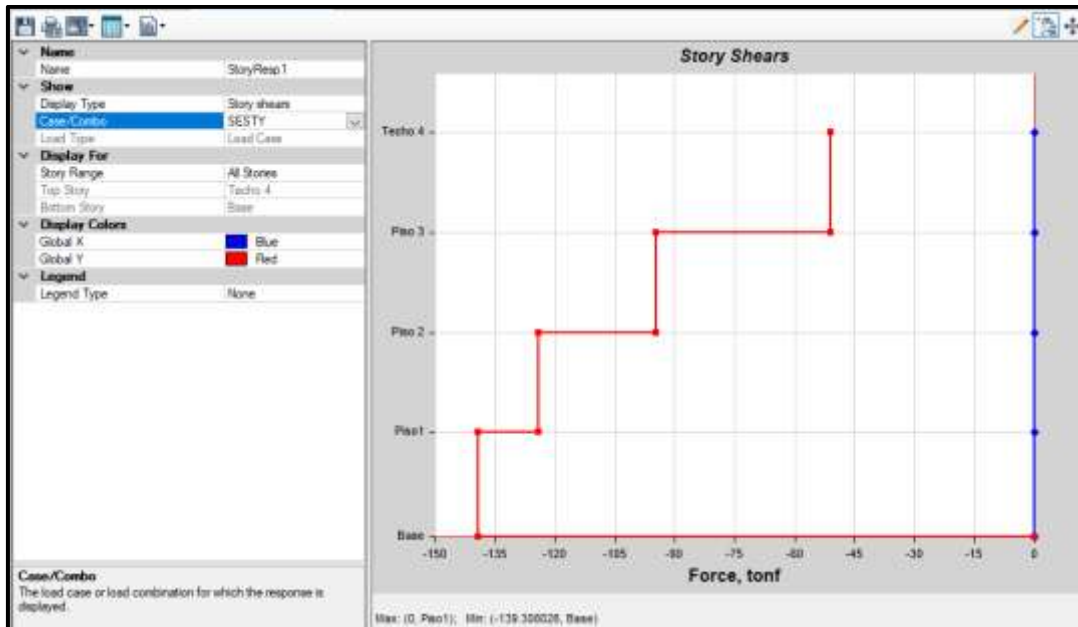 Name
Name StoryResp1
Show
Display Type Story shears
Case/Combo SESTY
Load Type Load Case
Display For
Story Range All Stories
Top Story Techo 4
Bottom Story Base
Display Colors
Global X Blue
Global Y Red
Legend
Legend Type None
Case/Combo
The load case or load combination for which the response is
displayed.
Story Shears
Techo 4
Piso 3
Piso 2
Piso1
Base
-150 -135 -120 -105 -90 -75 -60 -45 -30 -15 0
Force, tonf
Max: (0, Piso1); Min: (-139.306026, Base)